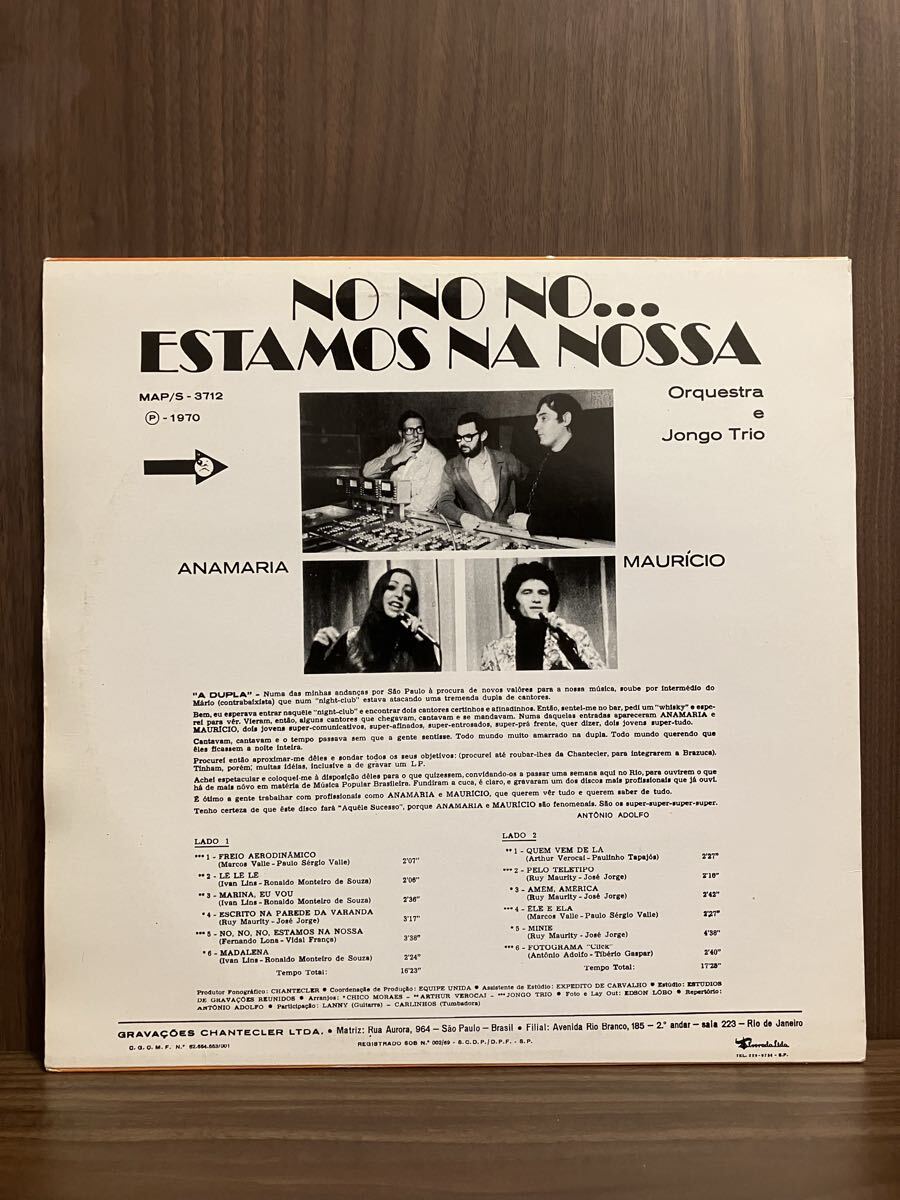 NO NO NO...
ESTAMOS NA NOSSA
MAP/S - 3712
Ⓟ - 1970
Orquestra
e
Jongo Trio
ANAMARIA
MAURÍCIO
"A DUPLA" - Numa das minhas andanças por São Paulo à procura de novos valôres para a nossa música, soube por intermédio do
Mário (contrabaixista) que num "night-club" estava atacando uma tremenda dupla de cantores.
Bem, eu esperava entrar naquêle "night-club" e encontrar dois cantores certinhos e afinadinhos. Então, sentei-me no bar, pedi um "whisky" e espe-
rei para vêr. Vieram, então, alguns cantores que chegavam, cantavam e se mandavam. Numa daquelas entradas apareceram ANAMARIA e
MAURÍCIO, dois jovens super-comunicativos, super-afinados, super-entrosados, super-prá frente, quer dizer, dois jovens super-tudo.
Cantavam, cantavam e o tempo passava sem que a gente sentisse. Todo mundo muito amarrado na dupla. Todo mundo querendo que
êles ficassem a noite inteira.
Procurei então aproximar-me dêles e sondar todos os seus objetivos: (procurei até roubar-lhes da Chantecler, para integrarem a Brazuca).
Tinham, porém; muitas idéias, inclusive a de gravar um LP.
Achei espetacular e coloquei-me à disposição dêles para o que quizessem, convidando-os a passar uma semana aqui no Rio, para ouvirem o que
há de mais nôvo em matéria de Música Popular Brasileira. Fundiram a cuca, é claro, e gravaram um dos discos mais profissionais que já ouvi.
É ótimo a gente trabalhar com profissionais como ANAMARIA e MAURÍCIO, que querem vêr tudo e querem saber de tudo.
Tenho certeza de que êste disco fará "Aquêle Sucesso", porque ANAMARIA e MAURÍCIO são fenomenais. São os super-super-super-super.
ANTÔNIO ADOLFO
LADO 1
***1 - FREIO AERODINÂMICO
(Marcos Valle - Paulo Sérgio Valle) 2'07"
**2 - LÊ LÊ LÊ
(Ivan Lins - Ronaldo Monteiro de Souza) 2'06"
**3 - MARINA, EU VOU
(Ivan Lins - Ronaldo Monteiro de Souza) 2'36"
*4 - ESCRITO NA PAREDE DA VARANDA
(Ruy Maurity - José Jorge) 3'17"
***5 - NO, NO, NO, ESTAMOS NA NOSSA
(Fernando Lona - Vidal França) 3'38"
*6 - MADALENA
(Ivan Lins - Ronaldo Monteiro de Souza) 2'24"
Tempo Total: 16'23"
LADO 2
**1 - QUEM VEM DE LÁ
(Arthur Verocai - Paulinho Tapajós) 2'27"
***2 - PELO TELETIPO
(Ruy Maurity - José Jorge) 2'16"
*3 - AMÉM, AMÉRICA
(Ruy Maurity - José Jorge) 2'42"
***4 - ÊLE E ELA
(Marcos Valle - Paulo Sérgio Valle) 2'27"
*5 - MINIE
(Ruy Maurity - José Jorge) 4'38"
***6 - FOTOGRAMA "Click"
(Antônio Adolfo - Tibério Gaspar) 2'40"
Tempo Total: 17'28"
Produtor Fonográfico: CHANTECLER ● Coordenação de Produção: EQUIPE UNIDA ● Assistente de Estúdio: EXPEDITO DE CARVALHO ● Estúdio: ESTUDIOS
DE GRAVAÇÕES REUNIDOS ● Arranjos: *CHICO MORAES - **ARTHUR VEROCAI - ***JONGO TRIO ● Foto e Lay Out: EDSON LÔBO ● Repertório:
ANTONIO ADOLFO ● Participação: LANNY (Guitarra) - CARLINHOS (Tumbadora)
GRAVAÇÕES CHANTECLER LTDA. ● Matriz: Rua Aurora, 964 - São Paulo - Brasil ● Filial: Avenida Rio Branco, 185 - 2.º andar - sala 223 - Rio de Janeiro
C. G. C. M. F. N.º 62.654.653/001
REGISTRADO SOB N.º 002/69 - S.C.D.P./D.P.F. - S.P.